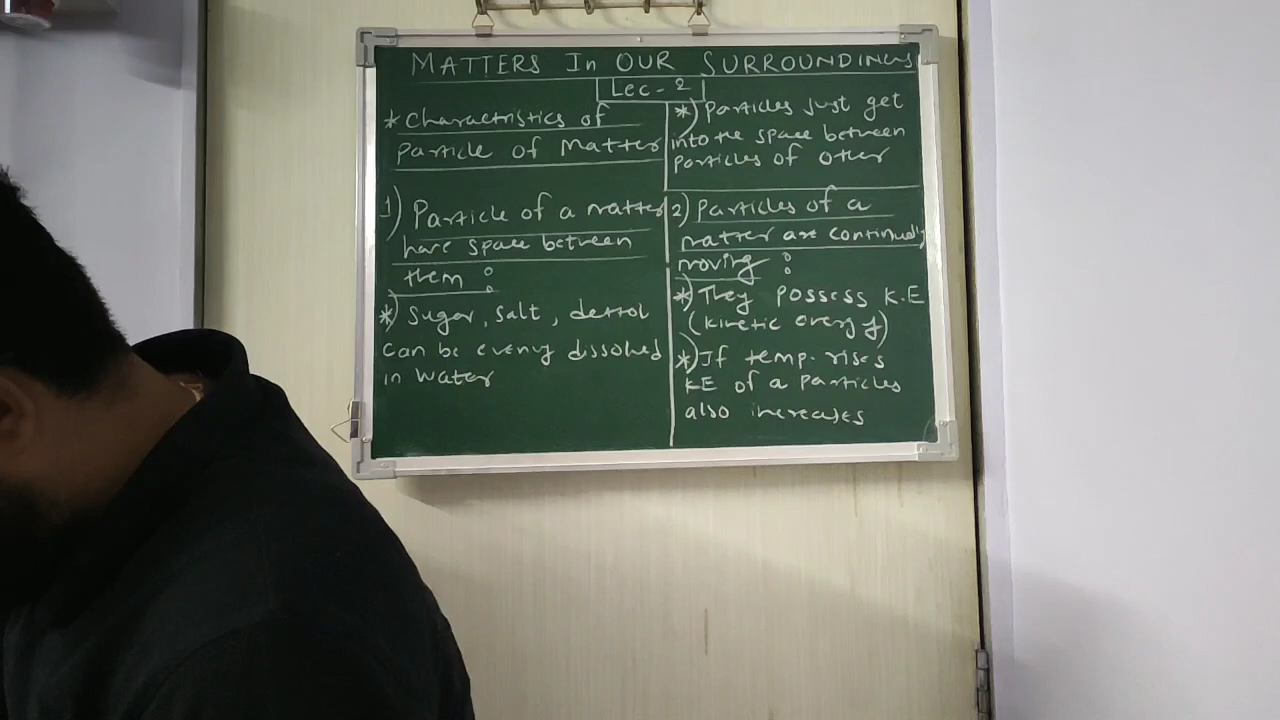 MATTERS In OUR SURROUNDINGS
Lec - 2
* Characteristics of
Particle of Matter
1) Particle of a matter
have space between
them :
*) Sugar, Salt, dettol
can be evenly dissolved
in water
*) Particles just get
into the space between
particles of other
2) Particles of a
matter are continually
moving :
*) They possess K.E
(kinetic energy)
*) If temp. rises
KE of a particles
also increases